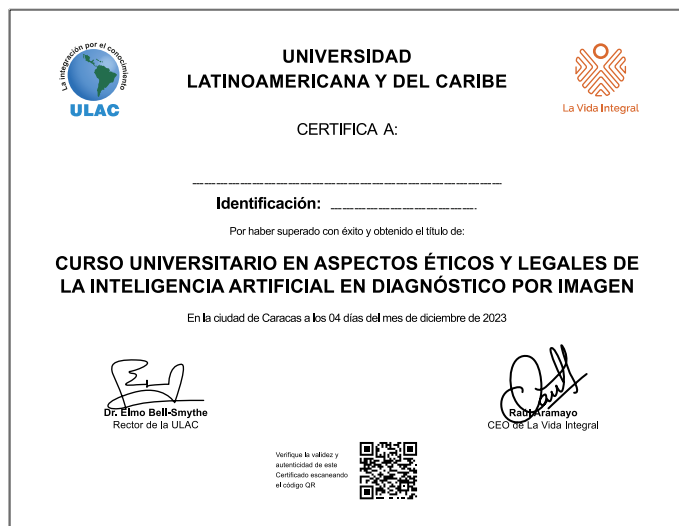 La integración por el conocimiento
ULAC
UNIVERSIDAD
LATINOAMERICANA Y DEL CARIBE
La Vida Integral
CERTIFICA A:
Identificación:
Por haber superado con éxito y obtenido el título de:
CURSO UNIVERSITARIO EN ASPECTOS ÉTICOS Y LEGALES DE
LA INTELIGENCIA ARTIFICIAL EN DIAGNÓSTICO POR IMAGEN
En la ciudad de Caracas a los 04 días del mes de diciembre de 2023
Dr. Elmo Bell-Smythe
Rector de la ULAC
Raúl Aramayo
CEO de La Vida Integral
Verifique la validez y
autenticidad de este
Certificado escaneando
el código QR